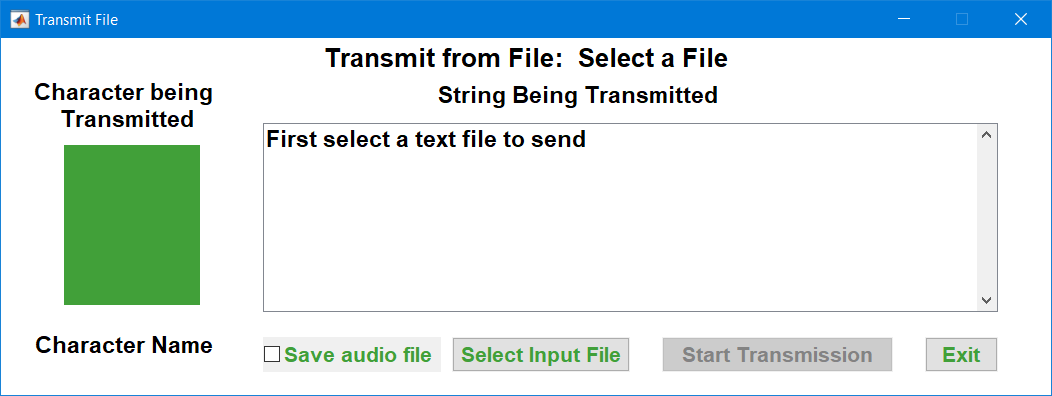 Transmit File
Transmit from File:  Select a File
Character being
Transmitted
String Being Transmitted
First select a text file to send
Character Name
Save audio file
Select Input File
Start Transmission
Exit